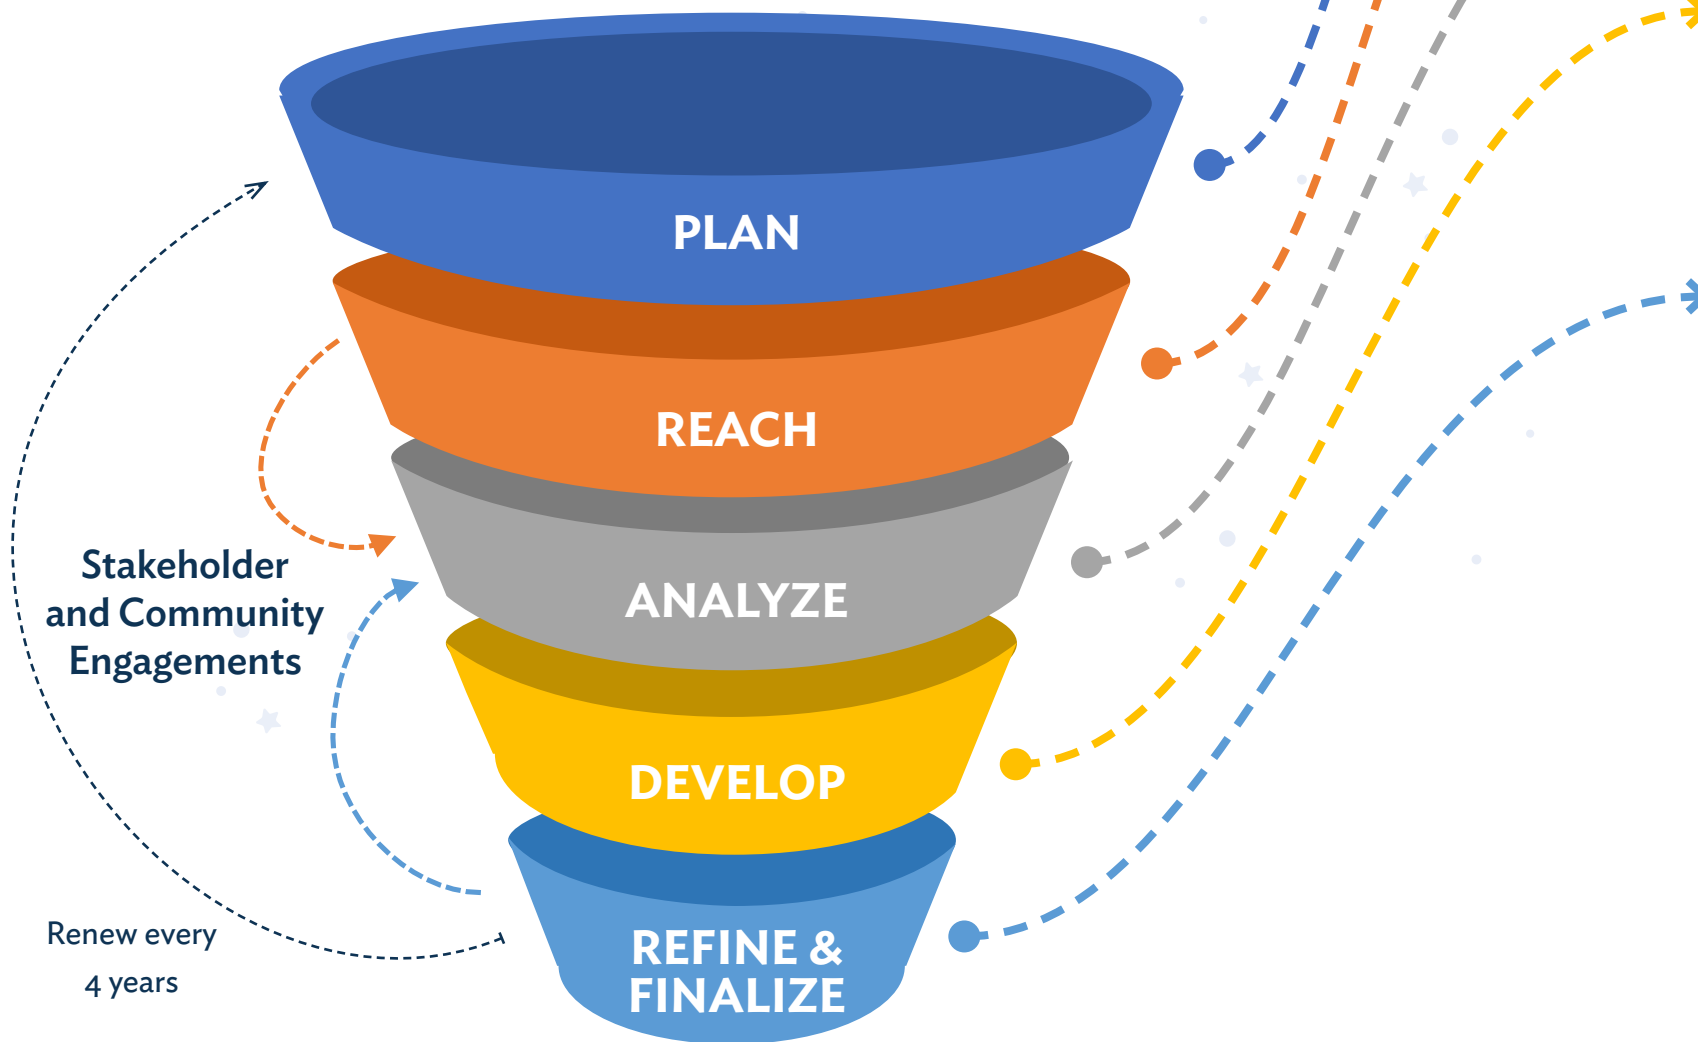 PLAN
REACH
ANALYZE
DEVELOP
REFINE &
FINALIZE
Stakeholder
and Community
Engagements
Renew every
4 years